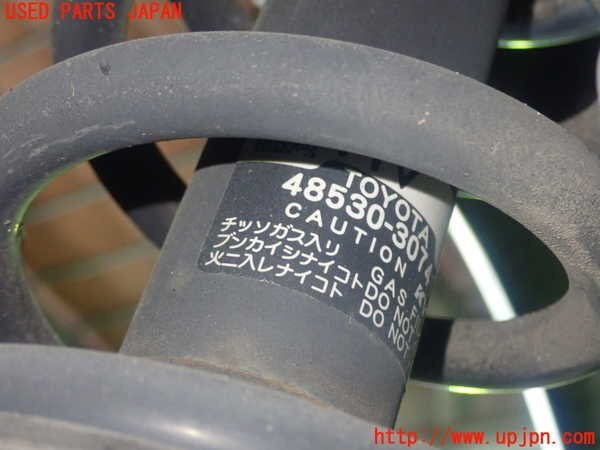 USED PARTS JAPAN
TOYOTA
48530-3074
CAUTION
チッソガス入リ GAS
ブンカイシナイコト DO NOT
火ニ入レナイコト DO NOT
http://www.upjpn.com/